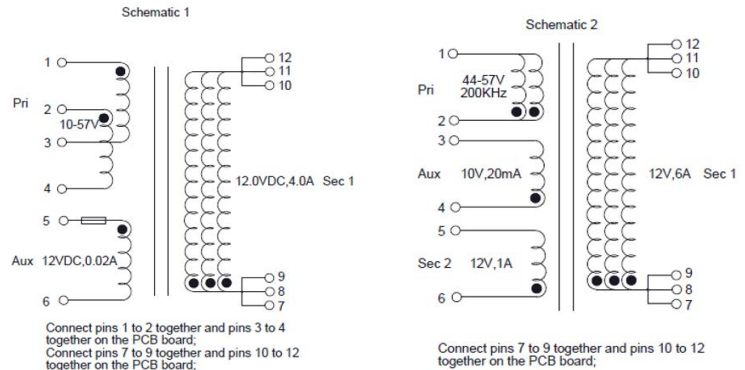 Schematic 1
1
2
3
4
5
6
Pri
10-57V
Aux 12VDC,0.02A
12
11
10
12.0VDC,4.0A Sec 1
9
8
7
Connect pins 1 to 2 together and pins 3 to 4
together on the PCB board;
Connect pins 7 to 9 together and pins 10 to 12
together on the PCB board;
Schematic 2
1
2
3
4
5
6
Pri
44-57V
200KHz
Aux 10V,20mA
Sec 2 12V,1A
12
11
10
12V,6A Sec 1
9
8
7
Connect pins 7 to 9 together and pins 10 to 12
together on the PCB board;